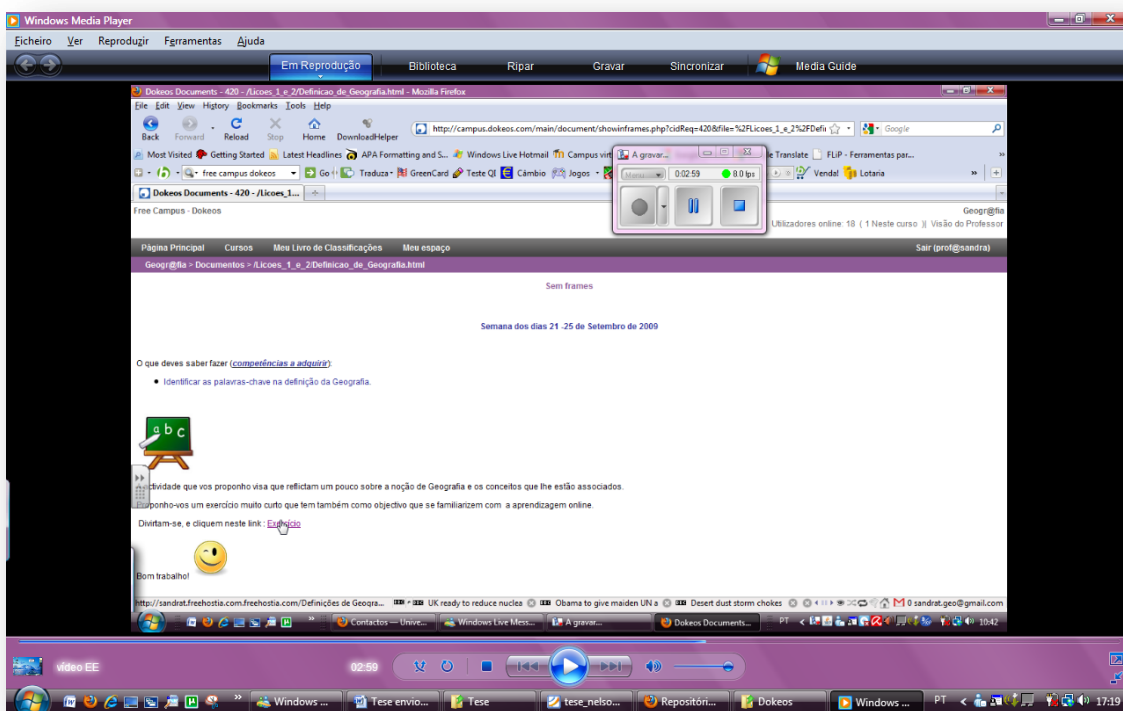 Windows Media Player
Ficheiro Ver Reproduzir Ferramentas Ajuda
Em Reprodução Biblioteca Ripar Gravar Sincronizar Media Guide
Dokeos Documents - 420 - /Licoes_1_e_2/Definicao_de_Geografia.html - Mozilla Firefox
File Edit View History Bookmarks Tools Help
Back Forward Reload Stop Home DownloadHelper http://campus.dokeos.com/main/document/showinframes.php?cidReq=420&file=%2FLicoes_1_e_2%2FDefi Google
Most Visited Getting Started Latest Headlines APA Formatting and S... Windows Live Hotmail Campus virt A gravar... le Translate FLiP - Ferramentas par...
free campus dokeos Go Traduza GreenCard Teste QI Câmbio Jogos Menu 0:02:59 8.0 lps Venda! Lotaria
Dokeos Documents - 420 - /Licoes_1...
Free Campus - Dokeos Geogr@fia
Utilizadores online: 18 ( 1 Neste curso )| Visão do Professor
Página Principal Cursos Meu Livro de Classificações Meu espaço Sair (prof@sandra)
Geogr@fia > Documentos > /Licoes_1_e_2/Definicao_de_Geografia.html
Sem frames
Semana dos dias 21 -25 de Setembro de 2009
O que deves saber fazer (competências a adquirir):
Identificar as palavras-chave na definição da Geografia.
a b c
actividade que vos proponho visa que reflictam um pouco sobre a noção de Geografia e os conceitos que lhe estão associados.
Proponho-vos um exercício muito curto que tem também como objectivo que se familiarizem com a aprendizagem online.
Divirtam-se, e cliquem neste link : Exercício
Bom trabalho!
http://sandrat.freehostia.com.freehostia.com/Definições de Geogra... UK ready to reduce nuclea Obama to give maiden UN a Desert dust storm chokes 0 sandrat.geo@gmail.com
Contactos — Unive... Windows Live Mess... A gravar... Dokeos Documents... PT 10:42
vídeo EE 02:59
Windows ... Tese envio... Tese tese_nelso... Repositóri... Dokeos Windows ... PT 17:19